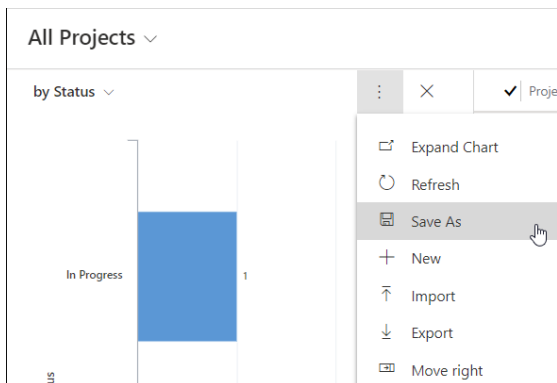 All Projects
by Status
Expand Chart
Refresh
Save As
New
Import
Export
Move right
In Progress
1